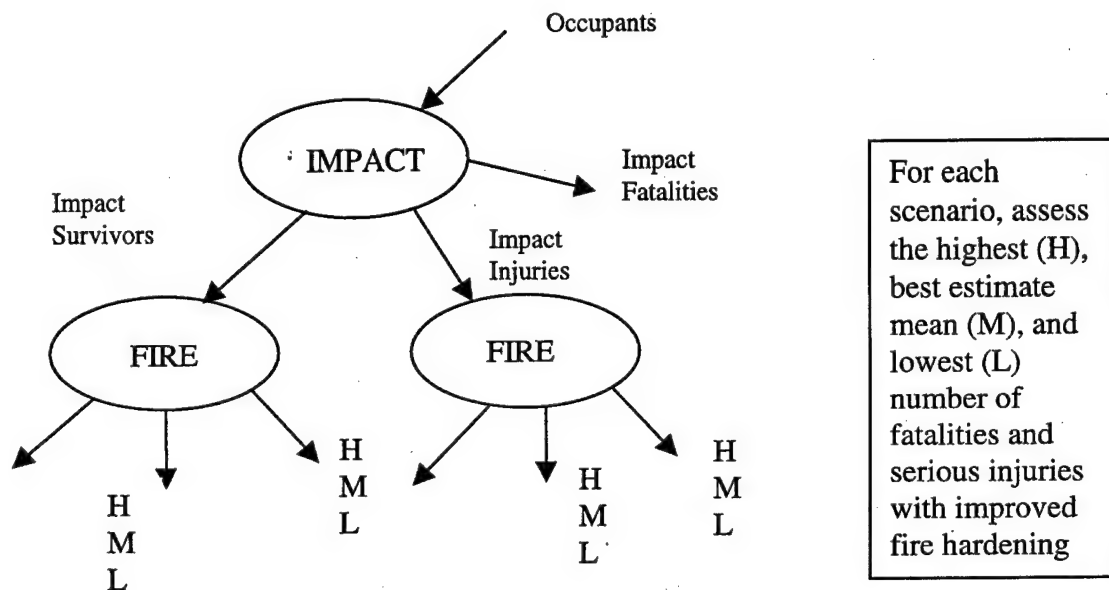 Occupants
IMPACT
Impact
Fatalities
Impact
Survivors
Impact
Injuries
FIRE
FIRE
H
M
L
H
M
L
H
M
L
H
M
L
For each
scenario, assess
the highest (H),
best estimate
mean (M), and
lowest (L)
number of
fatalities and
serious injuries
with improved
fire hardening